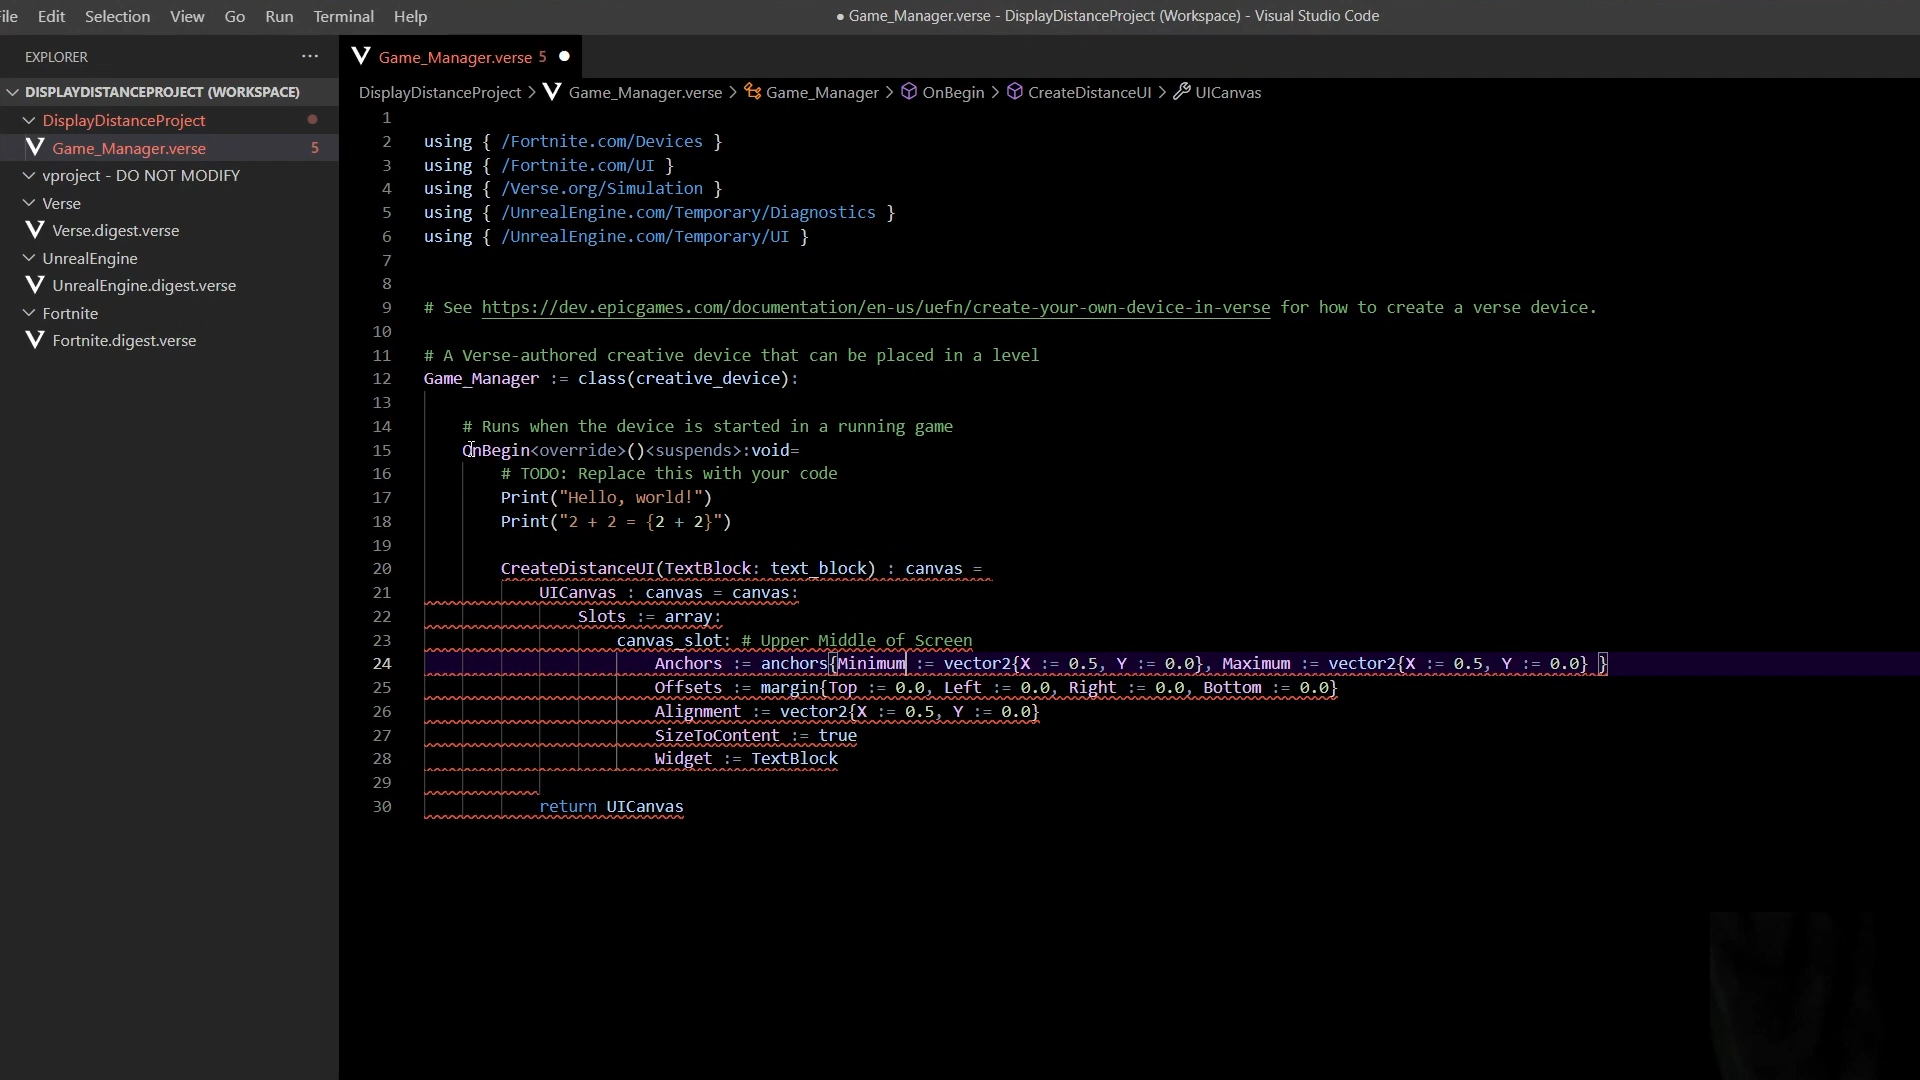 File Edit Selection View Go Run Terminal Help
● Game_Manager.verse - DisplayDistanceProject (Workspace) - Visual Studio Code
EXPLORER ···
Game_Manager.verse 5
DISPLAYDISTANCEPROJECT (WORKSPACE)
DisplayDistanceProject
Game_Manager.verse 5
vproject - DO NOT MODIFY
Verse
Verse.digest.verse
UnrealEngine
UnrealEngine.digest.verse
Fortnite
Fortnite.digest.verse
DisplayDistanceProject > Game_Manager.verse > Game_Manager > OnBegin > CreateDistanceUI > UICanvas
1
2 using { /Fortnite.com/Devices }
3 using { /Fortnite.com/UI }
4 using { /Verse.org/Simulation }
5 using { /UnrealEngine.com/Temporary/Diagnostics }
6 using { /UnrealEngine.com/Temporary/UI }
7
8
9 # See https://dev.epicgames.com/documentation/en-us/uefn/create-your-own-device-in-verse for how to create a verse device.
10
11 # A Verse-authored creative device that can be placed in a level
12 Game_Manager := class(creative_device):
13
14 # Runs when the device is started in a running game
15 OnBegin<override>()<suspends>:void=
16 # TODO: Replace this with your code
17 Print("Hello, world!")
18 Print("2 + 2 = {2 + 2}")
19
20 CreateDistanceUI(TextBlock: text_block) : canvas =
21 UICanvas : canvas = canvas:
22 Slots := array:
23 canvas_slot: # Upper Middle of Screen
24 Anchors := anchors{Minimum := vector2{X := 0.5, Y := 0.0}, Maximum := vector2{X := 0.5, Y := 0.0} }
25 Offsets := margin{Top := 0.0, Left := 0.0, Right := 0.0, Bottom := 0.0}
26 Alignment := vector2{X := 0.5, Y := 0.0}
27 SizeToContent := true
28 Widget := TextBlock
29
30 return UICanvas